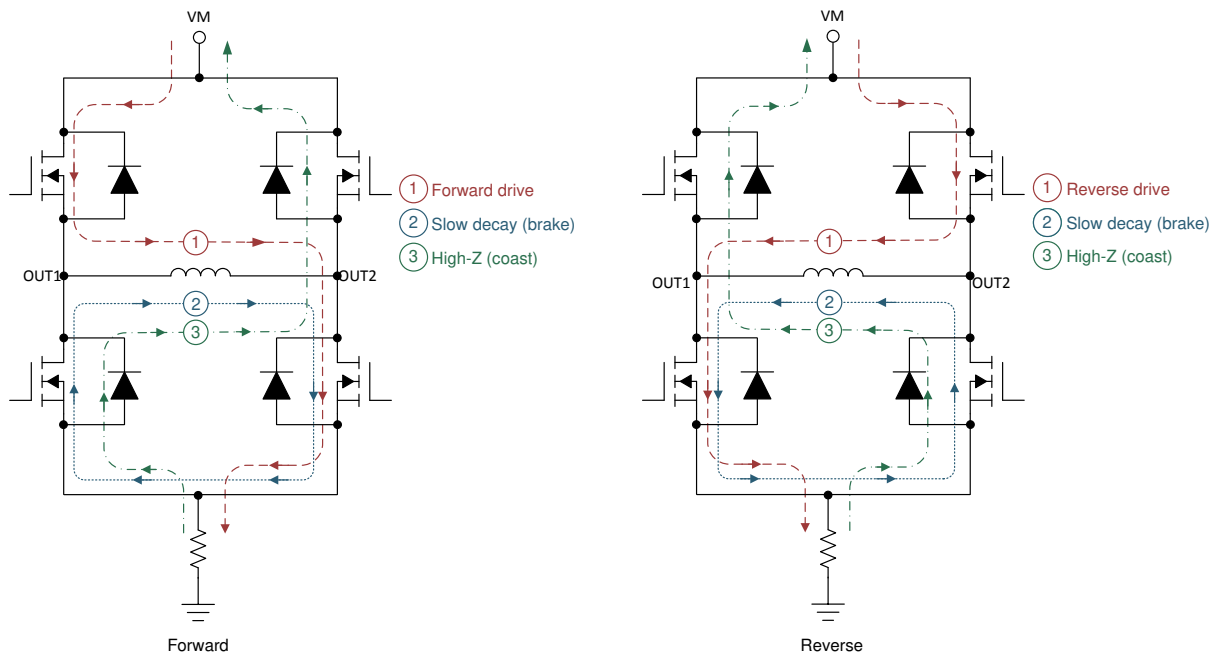 VM
1 Forward drive
2 Slow decay (brake)
3 High-Z (coast)
1
OUT1
OUT2
2
3
Forward
VM
1 Reverse drive
2 Slow decay (brake)
3 High-Z (coast)
1
OUT1
OUT2
2
3
Reverse